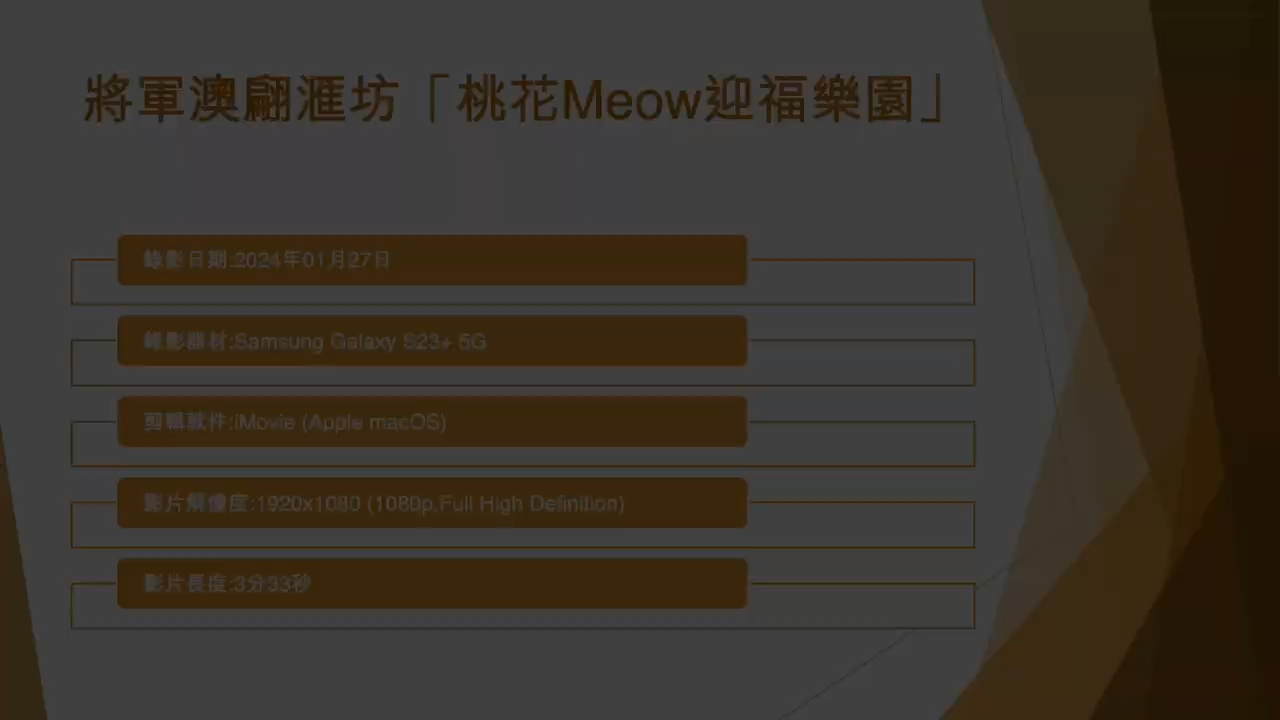 將軍澳翩滙坊「桃花Meow迎福樂園」
錄影日期:2024年01月27日
錄影器材:Samsung Galaxy S23+ 5G
剪輯軟件:iMovie (Apple macOS)
影片解像度:1920x1080 (1080p,Full High Definition)
影片長度:3分33秒